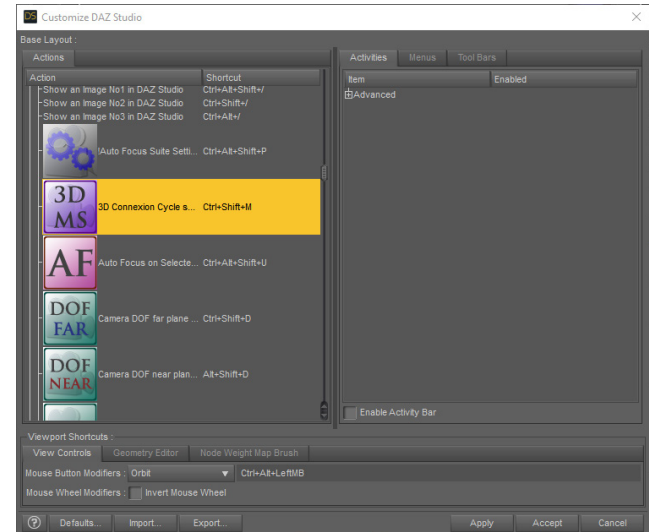 DS Customize DAZ Studio
Base Layout :
Actions
Activities Menus Tool Bars
Action Shortcut
Item Enabled
Show an Image No1 in DAZ Studio Ctrl+Alt+Shift+/
Show an Image No2 in DAZ Studio Ctrl+Shift+/
Show an Image No3 in DAZ Studio Ctrl+Alt+/
Advanced
!Auto Focus Suite Setti... Ctrl+Alt+Shift+P
3D MS 3D Connexion Cycle s... Ctrl+Shift+M
AF Auto Focus on Selecte... Ctrl+Alt+Shift+U
DOF FAR Camera DOF far plane ... Ctrl+Shift+D
DOF NEAR Camera DOF near plan... Alt+Shift+D
Enable Activity Bar
Viewport Shortcuts :
View Controls Geometry Editor Node Weight Map Brush
Mouse Button Modifiers : Orbit Ctrl+Alt+LeftMB
Mouse Wheel Modifiers : Invert Mouse Wheel
? Defaults... Import... Export... Apply Accept Cancel